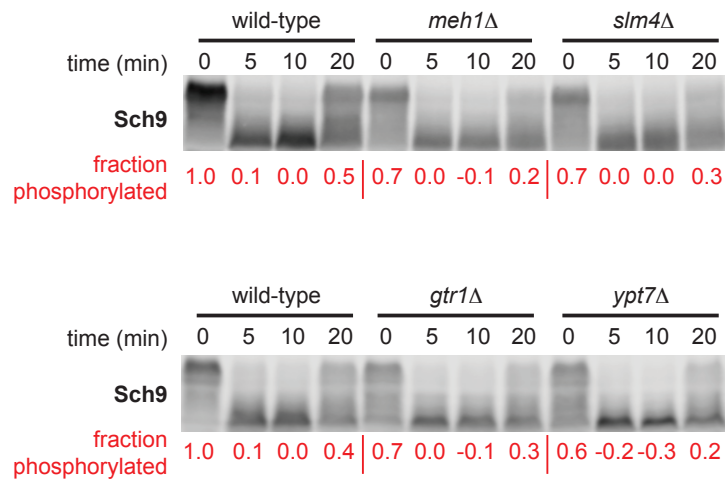 wild-type meh1Δ slm4Δ
time (min) 0 5 10 20 0 5 10 20 0 5 10 20
Sch9
fraction
phosphorylated 1.0 0.1 0.0 0.5 0.7 0.0 -0.1 0.2 0.7 0.0 0.0 0.3
wild-type gtr1Δ ypt7Δ
time (min) 0 5 10 20 0 5 10 20 0 5 10 20
Sch9
fraction
phosphorylated 1.0 0.1 0.0 0.4 0.7 0.0 -0.1 0.3 0.6 -0.2 -0.3 0.2